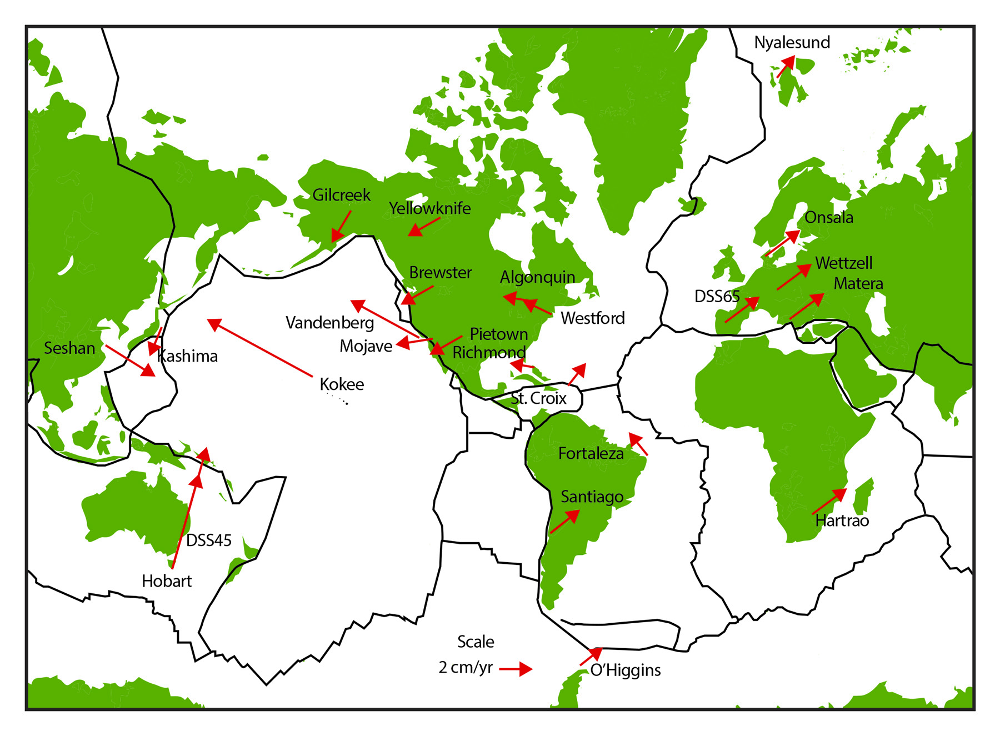 Nyalesund
Gilcreek
Yellowknife
Onsala
Brewster
Algonquin
Wettzell
Matera
DSS65
Vandenberg
Westford
Mojave
Pietown
Richmond
Seshan
Kashima
Kokee
St. Croix
Fortaleza
Santiago
Hartrao
DSS45
Hobart
Scale
2 cm/yr
O’Higgins